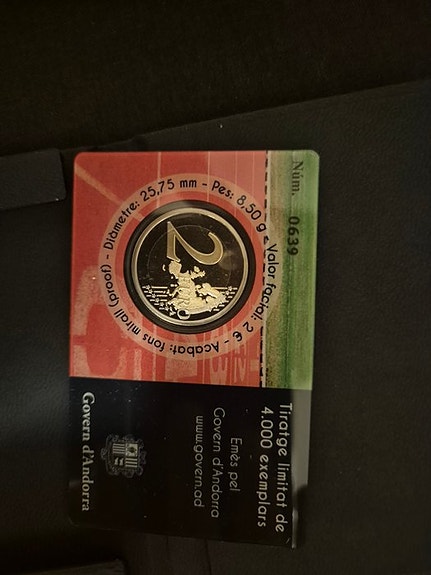 Núm. 0639
Diàmetre: 25,75 mm - Pes: 8,50 g - Valor facial: 2 € - Acabat: fons mirall (proof) -
2
Tiratge limitat de
4.000 exemplars
Emès pel
Govern d'Andorra
www.govern.ad
Govern d'Andorra